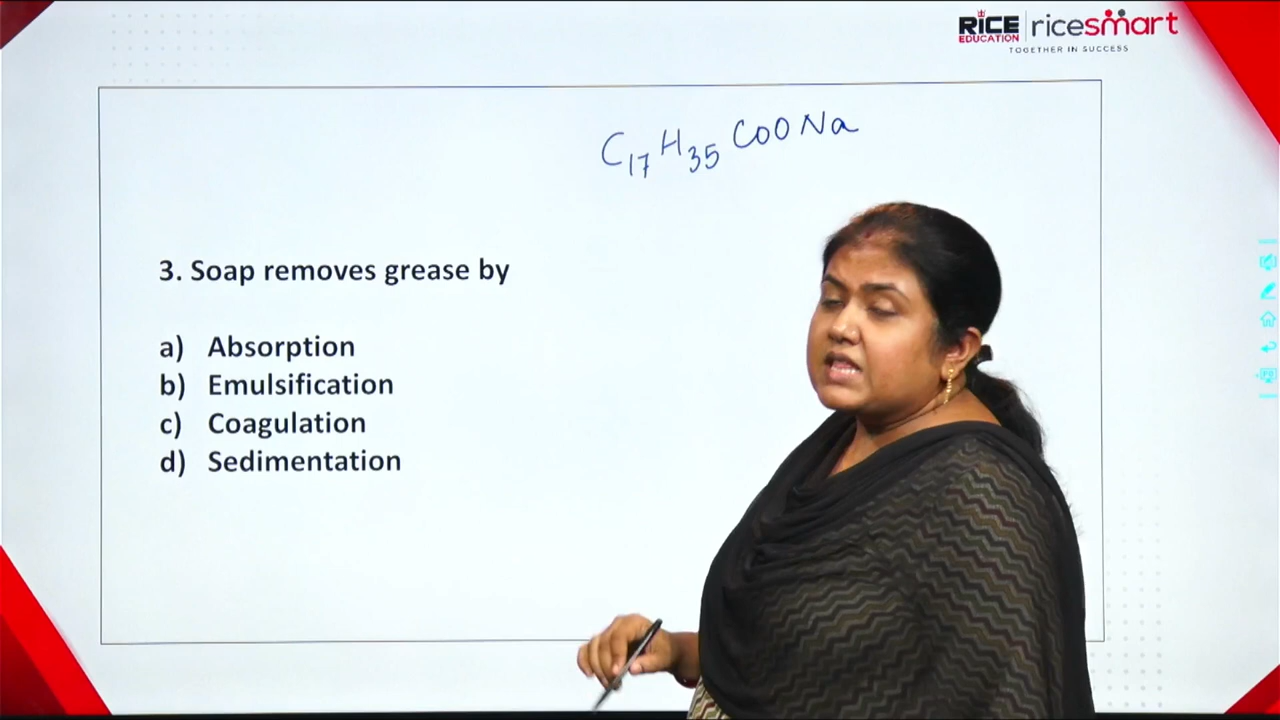 RICE EDUCATION ricesmart
TOGETHER IN SUCCESS
C17H35COONa
3. Soap removes grease by
a) Absorption
b) Emulsification
c) Coagulation
d) Sedimentation